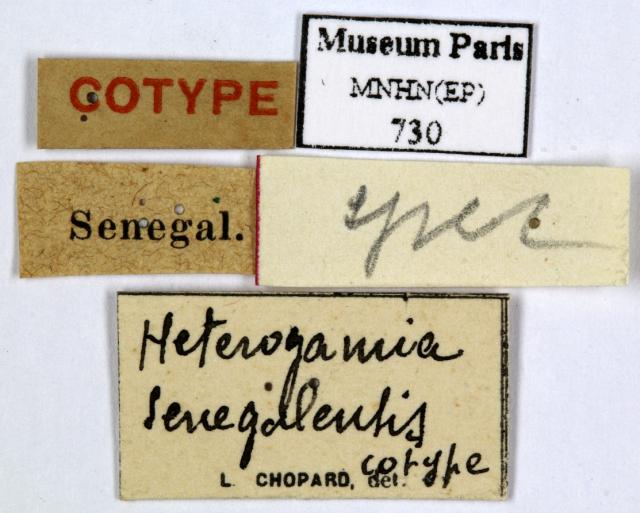 COTYPE
Museum Paris
MNHN(EP)
730
Senegal.
Heterogamia
Senegalensis
cotype
L. CHOPARD, det.